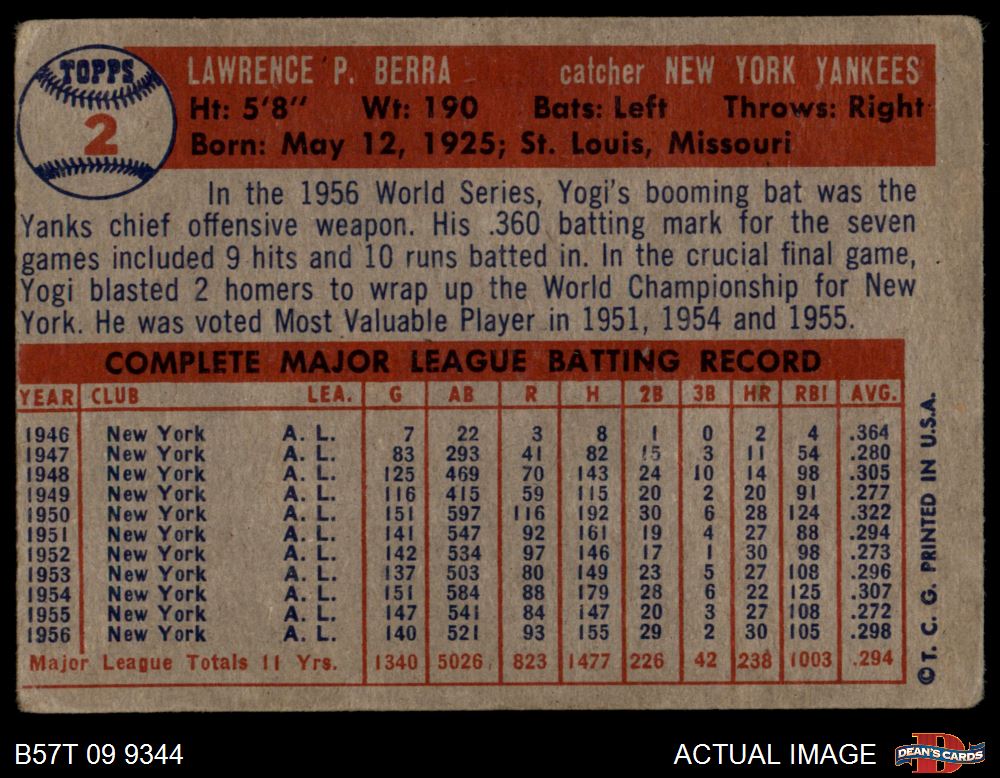 TOPPS
2
LAWRENCE P. BERRA catcher NEW YORK YANKEES
Ht: 5'8" Wt: 190 Bats: Left Throws: Right
Born: May 12, 1925; St. Louis, Missouri
In the 1956 World Series, Yogi's booming bat was the
Yanks chief offensive weapon. His .360 batting mark for the seven
games included 9 hits and 10 runs batted in. In the crucial final game,
Yogi blasted 2 homers to wrap up the World Championship for New
York. He was voted Most Valuable Player in 1951, 1954 and 1955.
COMPLETE MAJOR LEAGUE BATTING RECORD
YEAR CLUB LEA. G AB R H 2B 3B HR RBI AVG.
1946 New York A. L. 7 22 3 8 1 0 2 4 .364
1947 New York A. L. 83 293 41 82 15 3 11 54 .280
1948 New York A. L. 125 469 70 143 24 10 14 98 .305
1949 New York A. L. 116 415 59 115 20 2 20 91 .277
1950 New York A. L. 151 597 116 192 30 6 28 124 .322
1951 New York A. L. 141 547 92 161 19 4 27 88 .294
1952 New York A. L. 142 534 97 146 17 1 30 98 .273
1953 New York A. L. 137 503 80 149 23 5 27 108 .296
1954 New York A. L. 151 584 88 179 28 6 22 125 .307
1955 New York A. L. 147 541 84 147 20 3 27 108 .272
1956 New York A. L. 140 521 93 155 29 2 30 105 .298
Major League Totals 11 Yrs. 1340 5026 823 1477 226 42 238 1003 .294
©T. C. G. PRINTED IN U.S.A.
B57T 09 9344
ACTUAL IMAGE
D
DEAN'S CARDS